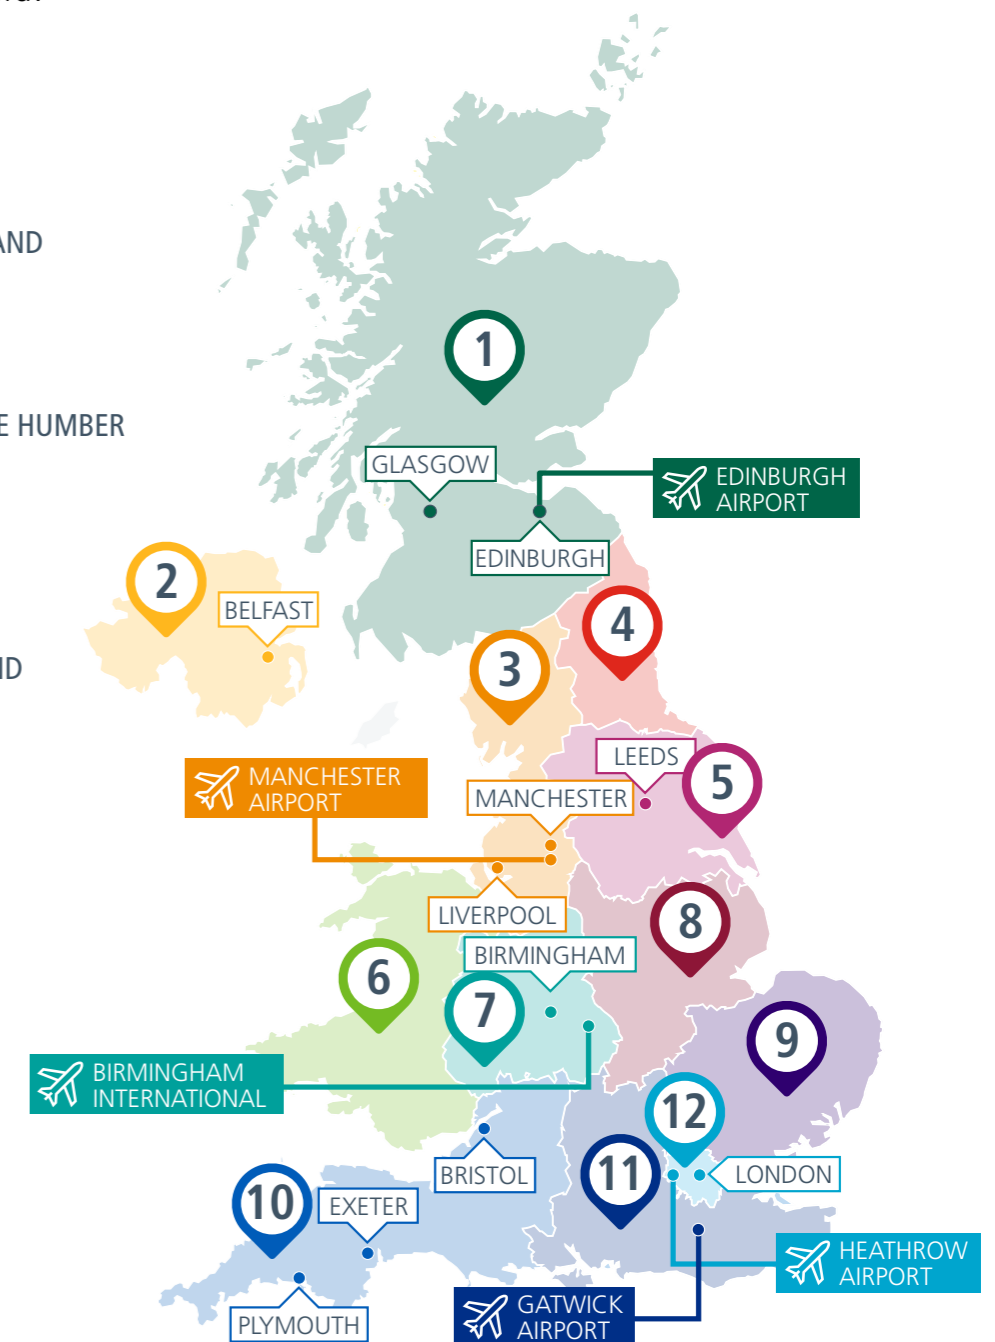 AND
E HUMBER
ND
1
GLASGOW
EDINBURGH
AIRPORT
EDINBURGH
2
BELFAST
4
3
LEEDS
5
MANCHESTER
AIRPORT
MANCHESTER
LIVERPOOL
8
BIRMINGHAM
6
7
9
BIRMINGHAM
INTERNATIONAL
12
BRISTOL
11
LONDON
10
EXETER
HEATHROW
AIRPORT
GATWICK
AIRPORT
PLYMOUTH